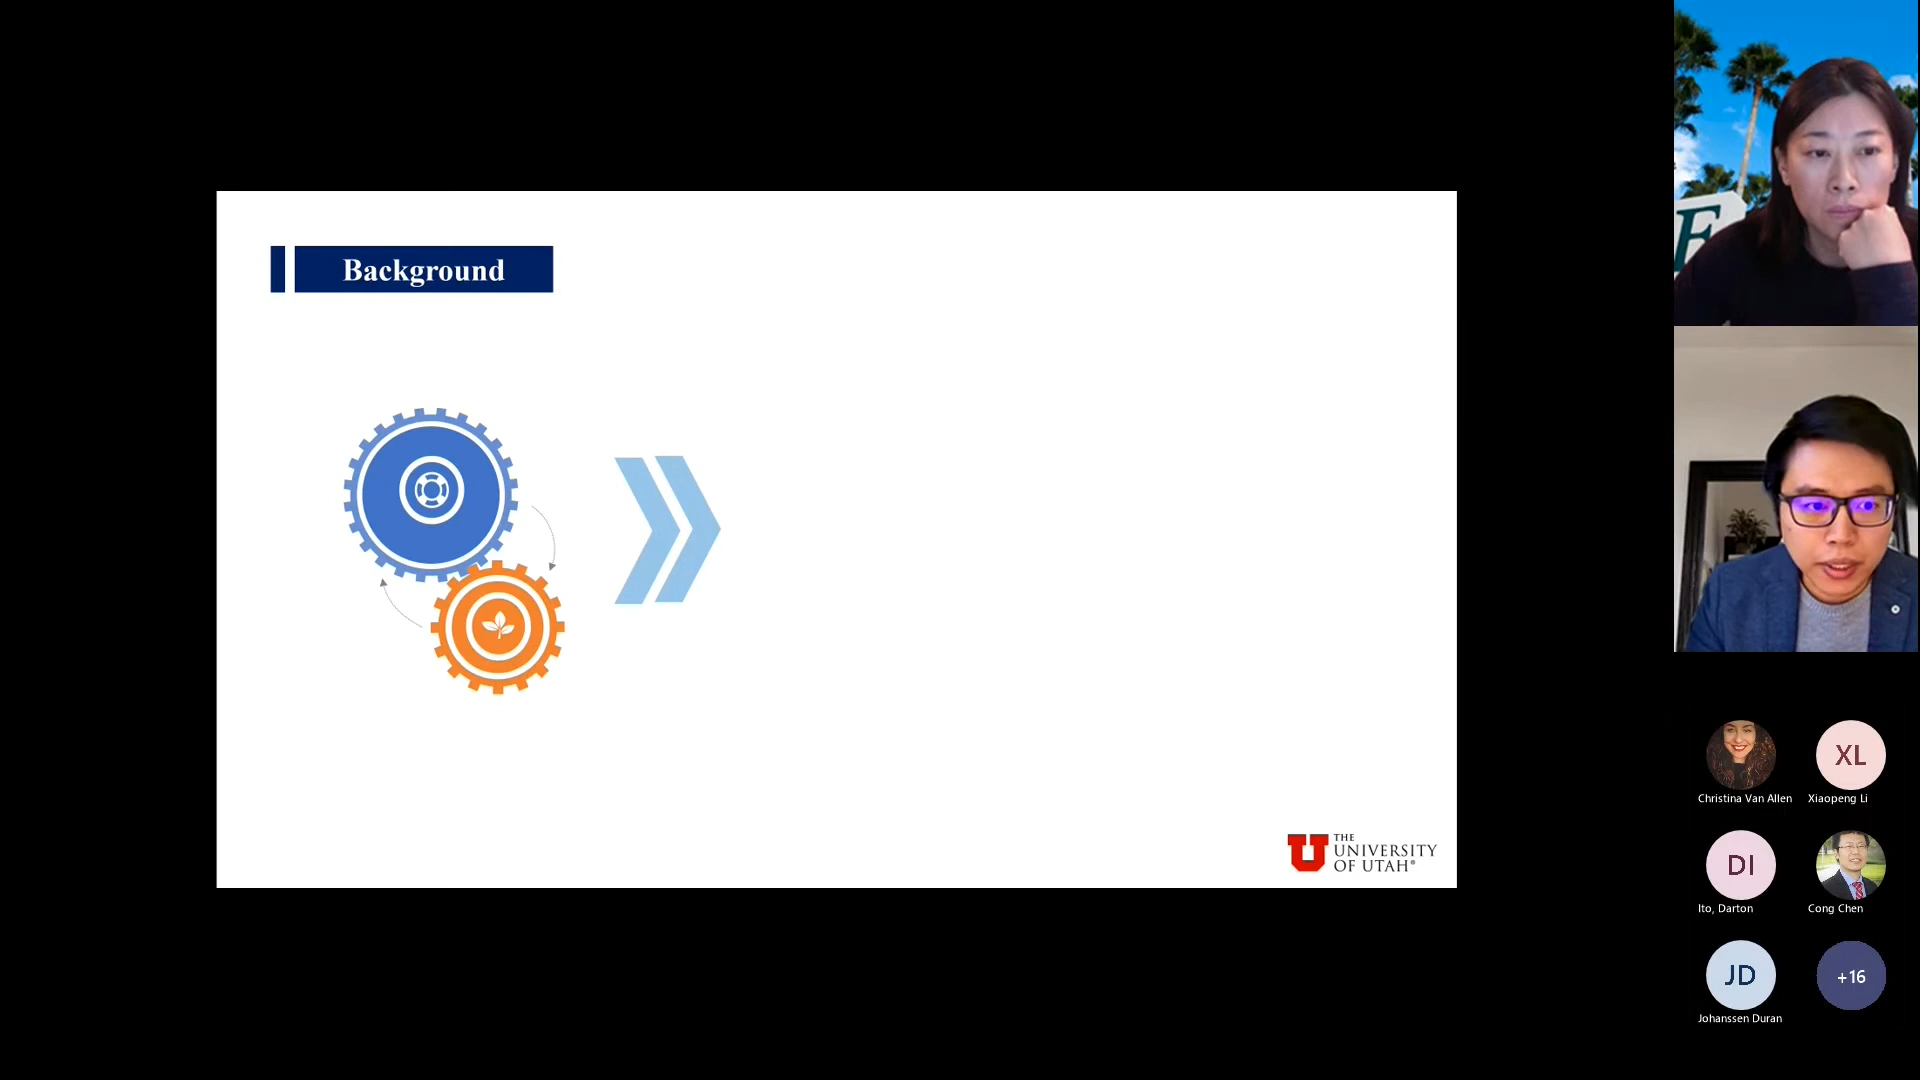 Background
THE
UNIVERSITY
OF UTAH®
E
Christina Van Allen
XL
Xiaopeng Li
DI
Ito, Darton
Cong Chen
JD
Johanssen Duran
+16